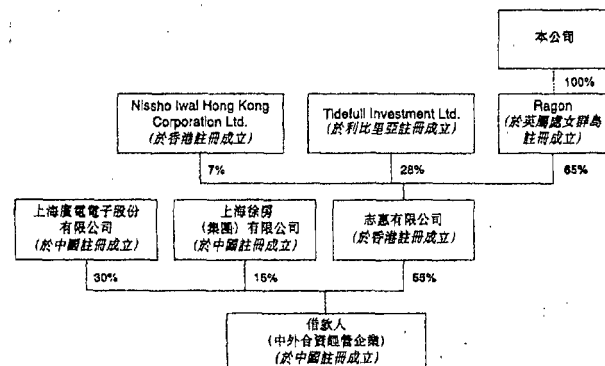 本公司
100%
Nissho Iwai Hong Kong
Corporation Ltd.
(於香港註冊成立)
Tidefull Investment Ltd.
(於利比里亞註冊成立)
Ragon
(於英屬處女群島
註冊成立)
7%
28%
65%
上海廣電電子股份
有限公司
(於中國註冊成立)
上海徐房
(集團) 有限公司
(於中國註冊成立)
志惠有限公司
(於香港註冊成立)
30%
15%
55%
借款人
(中外合資經營企業)
(於中國註冊成立)